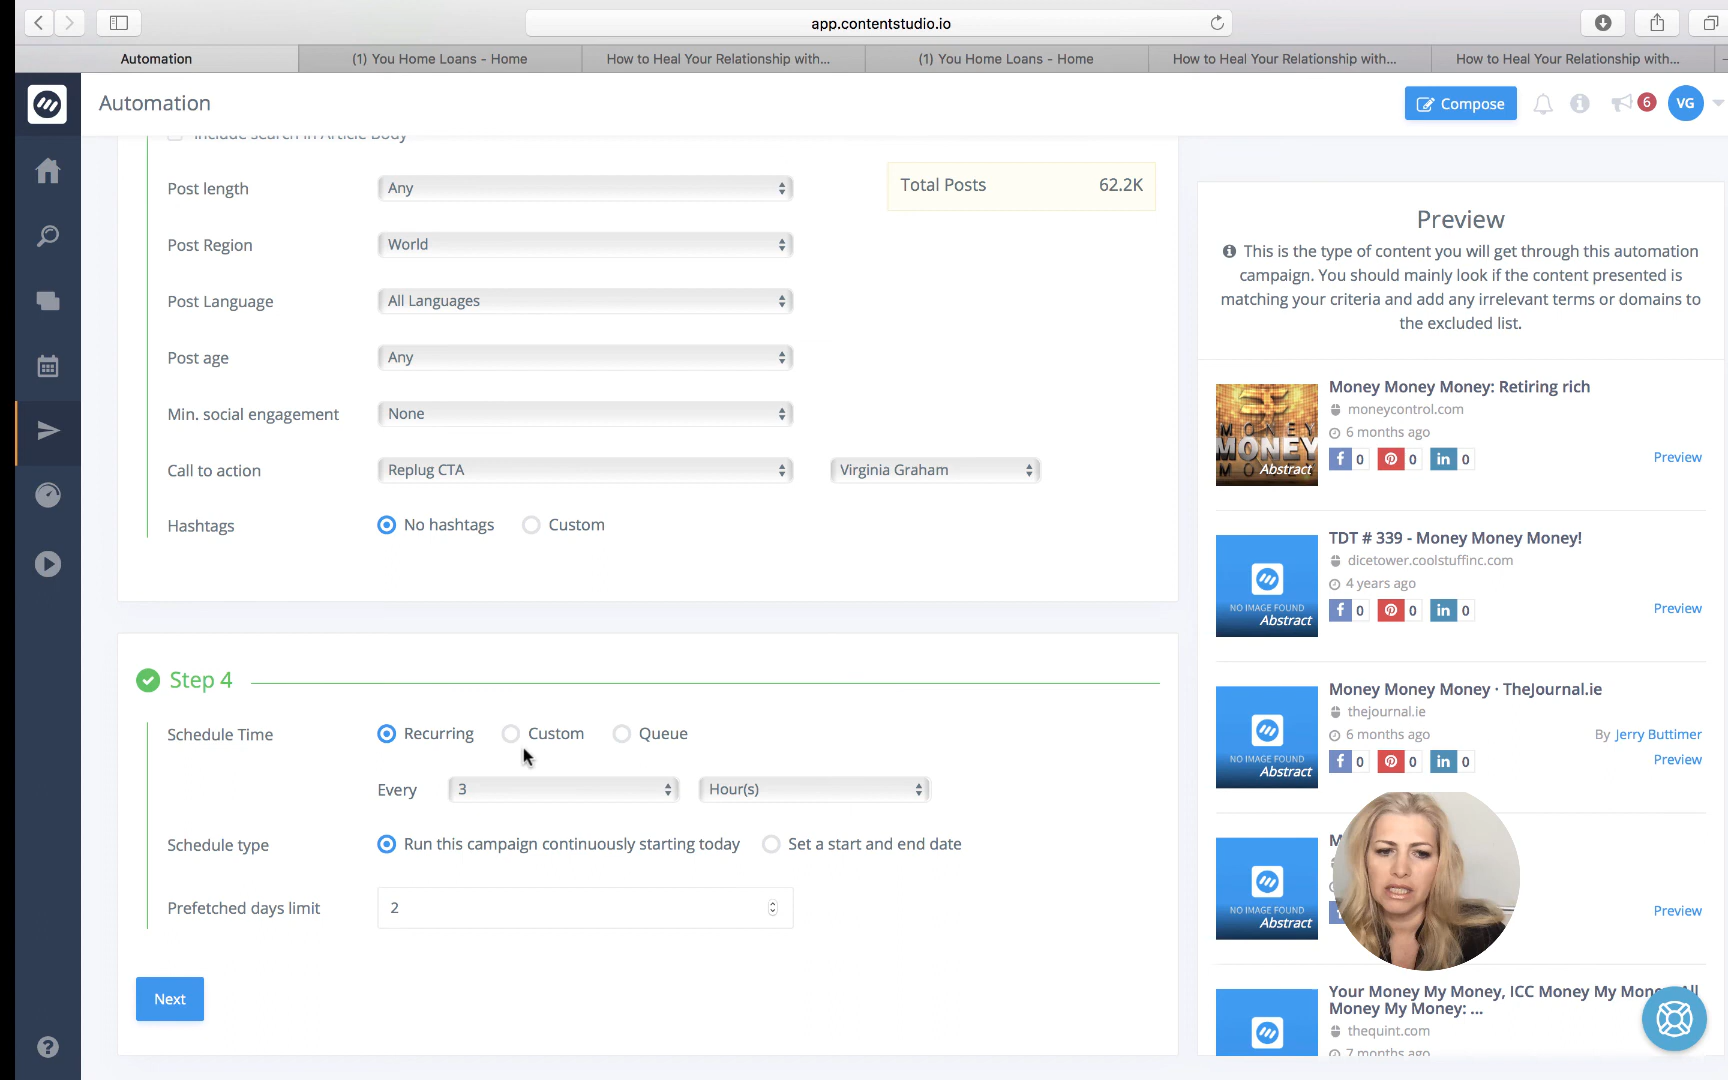 app.contentstudio.io
Automation
(1) You Home Loans - Home
How to Heal Your Relationship with...
(1) You Home Loans - Home
How to Heal Your Relationship with...
How to Heal Your Relationship with...
Automation
Compose
6
VG
Include search in Article Body
Post length
Any
Total Posts
62.2K
Post Region
World
Post Language
All Languages
Post age
Any
Min. social engagement
None
Call to action
Replug CTA
Virginia Graham
Hashtags
No hashtags
Custom
Step 4
Schedule Time
Recurring
Custom
Queue
Every
3
Hour(s)
Schedule type
Run this campaign continuously starting today
Set a start and end date
Prefetched days limit
2
Next
Preview
This is the type of content you will get through this automation
campaign. You should mainly look if the content presented is
matching your criteria and add any irrelevant terms or domains to
the excluded list.
MONEY
MONEY
Abstract
Money Money Money: Retiring rich
moneycontrol.com
6 months ago
f 0
0
in 0
Preview
NO IMAGE FOUND
Abstract
TDT # 339 - Money Money Money!
dicetower.coolstuffinc.com
4 years ago
f 0
0
in 0
Preview
NO IMAGE FOUND
Abstract
Money Money Money · TheJournal.ie
thejournal.ie
6 months ago
By Jerry Buttimer
f 0
0
in 0
Preview
NO IMAGE FOUND
Abstract
Preview
Your Money My Money, ICC Money My Money: All
Money My Money: ...
thequint.com
7 months ago